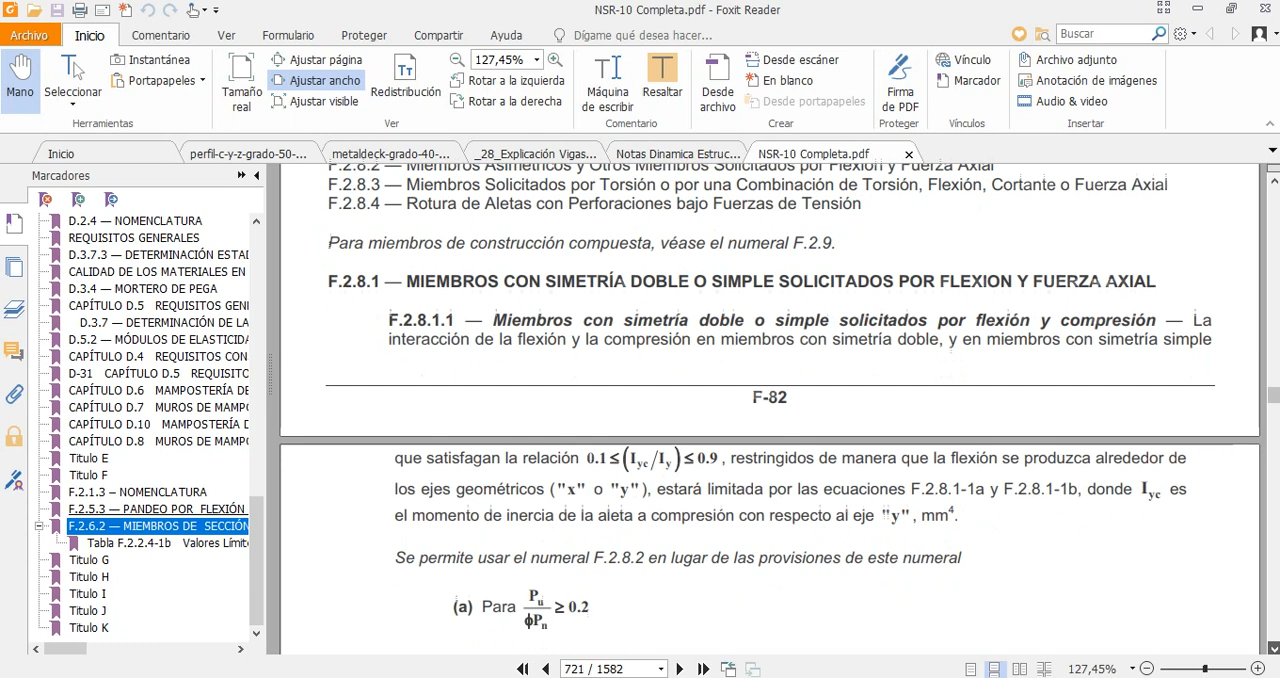 NSR-10 Completa.pdf - Foxit Reader
Archivo Inicio Comentario Ver Formulario Proteger Compartir Ayuda Dígame qué desea hacer... Buscar
Mano
Seleccionar
Instantánea
Portapapeles
Herramientas
Tamaño real
Ajustar página
Ajustar ancho
Ajustar visible
Redistribución
127,45%
Rotar a la izquierda
Rotar a la derecha
Ver
Máquina de escribir
Resaltar
Comentario
Desde archivo
Desde escáner
En blanco
Desde portapapeles
Crear
Firma de PDF
Proteger
Vínculo
Marcador
Vínculos
Archivo adjunto
Anotación de imágenes
Audio & video
Insertar
Inicio perfil-c-y-z-grado-50-... metaldeck-grado-40-... _28_Explicación Vigas... Notas Dinamica Estruc... NSR-10 Completa.pdf
Marcadores
D.2.4 — NOMENCLATURA
REQUISITOS GENERALES
D.3.7.3 — DETERMINACIÓN ESTAD
CALIDAD DE LOS MATERIALES EN
D.3.4 — MORTERO DE PEGA
CAPÍTULO D.5 REQUISITOS GENI
D.3.7 — DETERMINACIÓN DE LA
D.5.2 — MÓDULOS DE ELASTICIDA
CAPÍTULO D.4 REQUISITOS CON
D-31 CAPÍTULO D.5 REQUISITO
CAPÍTULO D.6 MAMPOSTERÍA DE
CAPÍTULO D.7 MUROS DE MAMP
CAPÍTULO D.10 MAMPOSTERÍA D
CAPÍTULO D.8 MUROS DE MAMP
Titulo E
Titulo F
F.2.1.3 – NOMENCLATURA
F.2.5.3 — PANDEO POR FLEXIÓN
F.2.6.2 — MIEMBROS DE SECCIÓN
Tabla F.2.2.4-1b Valores Límit
Titulo G
Titulo H
Titulo I
Titulo J
Titulo K
F.2.8.2 — Miembros Asimétricos y Otros Miembros Solicitados por Flexión y Fuerza Axial
F.2.8.3 — Miembros Solicitados por Torsión o por una Combinación de Torsión, Flexión, Cortante o Fuerza Axial
F.2.8.4 — Rotura de Aletas con Perforaciones bajo Fuerzas de Tensión
Para miembros de construcción compuesta, véase el numeral F.2.9.
F.2.8.1 — MIEMBROS CON SIMETRÍA DOBLE O SIMPLE SOLICITADOS POR FLEXION Y FUERZA AXIAL
F.2.8.1.1 — Miembros con simetría doble o simple solicitados por flexión y compresión — La
interacción de la flexión y la compresión en miembros con simetría doble, y en miembros con simetría simple
F-82
que satisfagan la relación 0.1 ≤ (Iyc/Iy) ≤ 0.9 , restringidos de manera que la flexión se produzca alrededor de
los ejes geométricos ("x" o "y"), estará limitada por las ecuaciones F.2.8.1-1a y F.2.8.1-1b, donde Iyc es
el momento de inercia de la aleta a compresión con respecto al eje "y", mm⁴.
Se permite usar el numeral F.2.8.2 en lugar de las provisiones de este numeral
(a) Para Pu/ϕPn ≥ 0.2
721 / 1582
127,45%